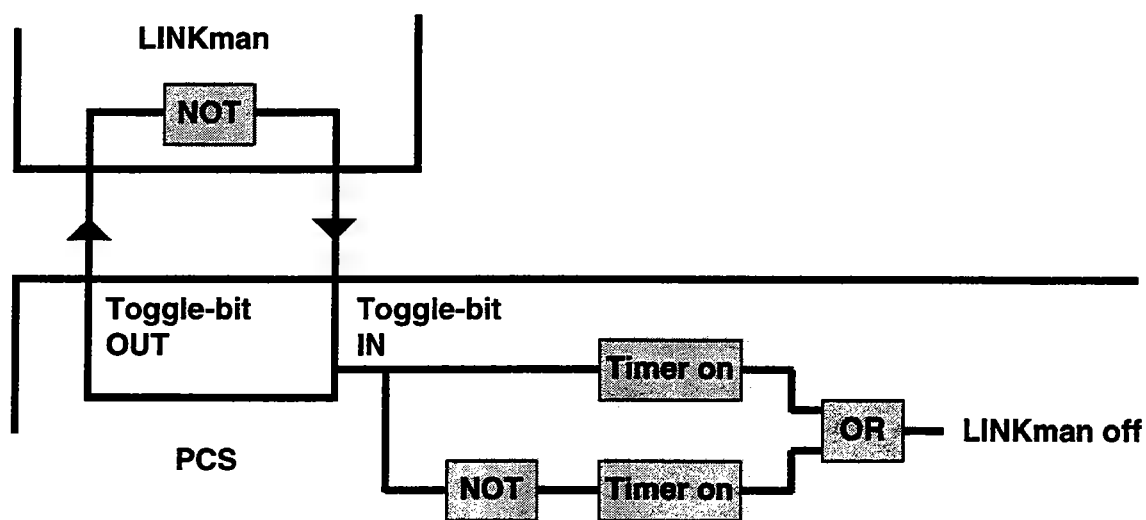 LINKman
NOT
Toggle-bit
OUT
Toggle-bit
IN
Timer on
OR
LINKman off
PCS
NOT
Timer on